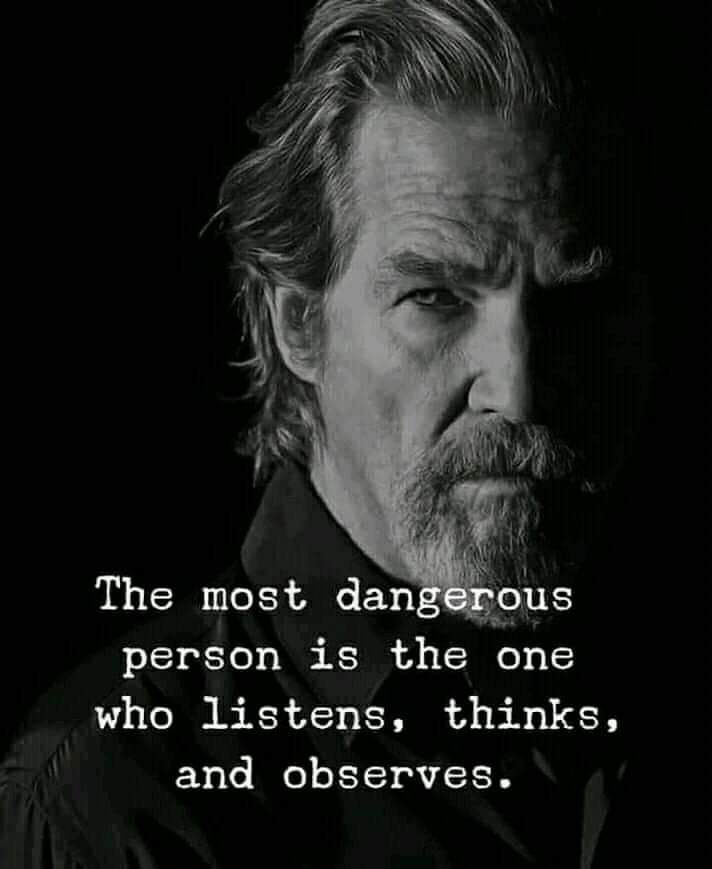 The most dangerous
person is the one
who listens, thinks,
and observes.